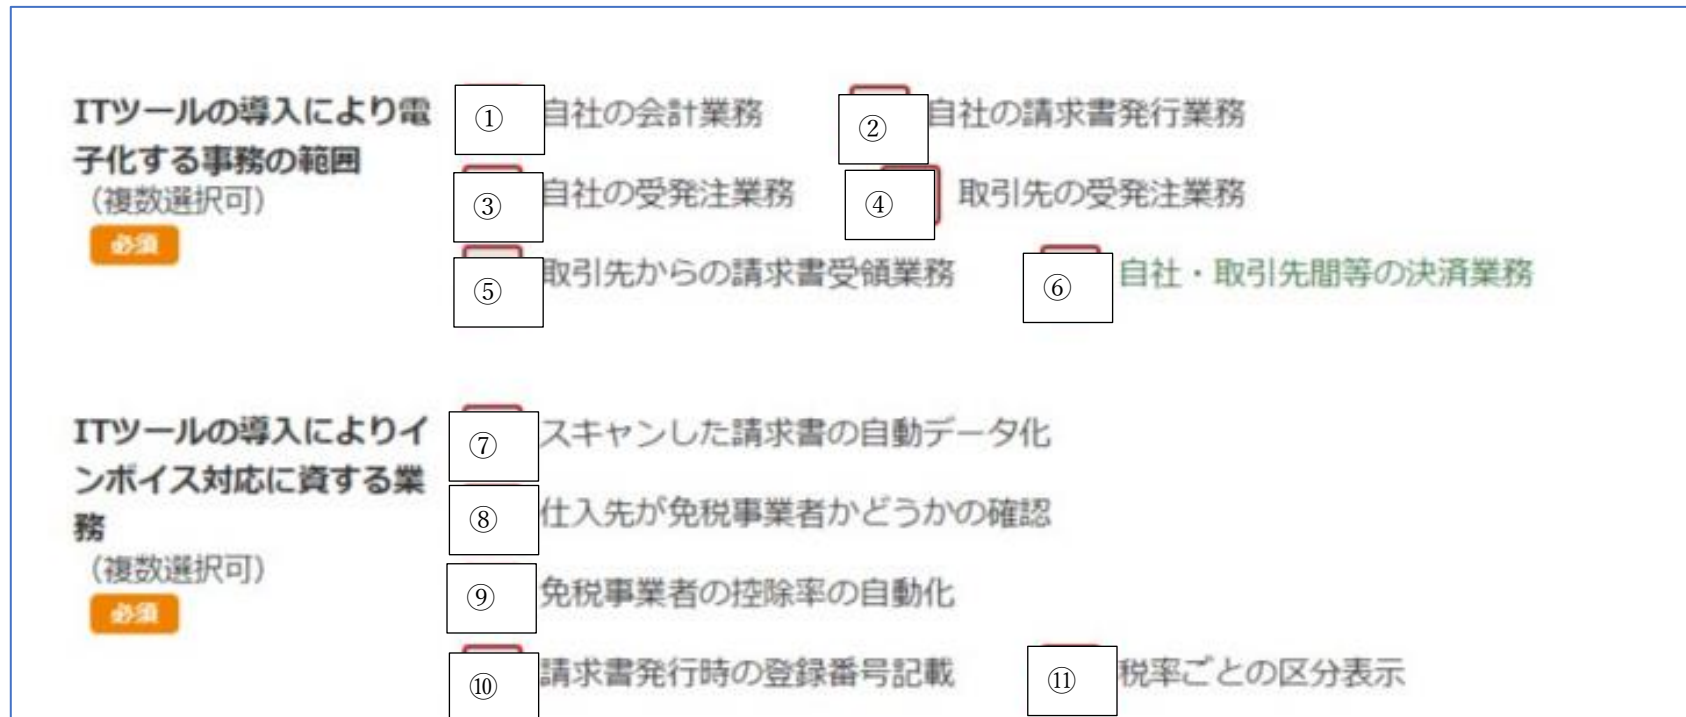 ITツールの導入により電
子化する事務の範囲
（複数選択可）
必須
① 自社の会計業務 ② 自社の請求書発行業務
③ 自社の受発注業務 ④ 取引先の受発注業務
⑤ 取引先からの請求書受領業務 ⑥ 自社・取引先間等の決済業務
ITツールの導入によりイ
ンボイス対応に資する業
務
（複数選択可）
必須
⑦ スキャンした請求書の自動データ化
⑧ 仕入先が免税事業者かどうかの確認
⑨ 免税事業者の控除率の自動化
⑩ 請求書発行時の登録番号記載 ⑪ 税率ごとの区分表示